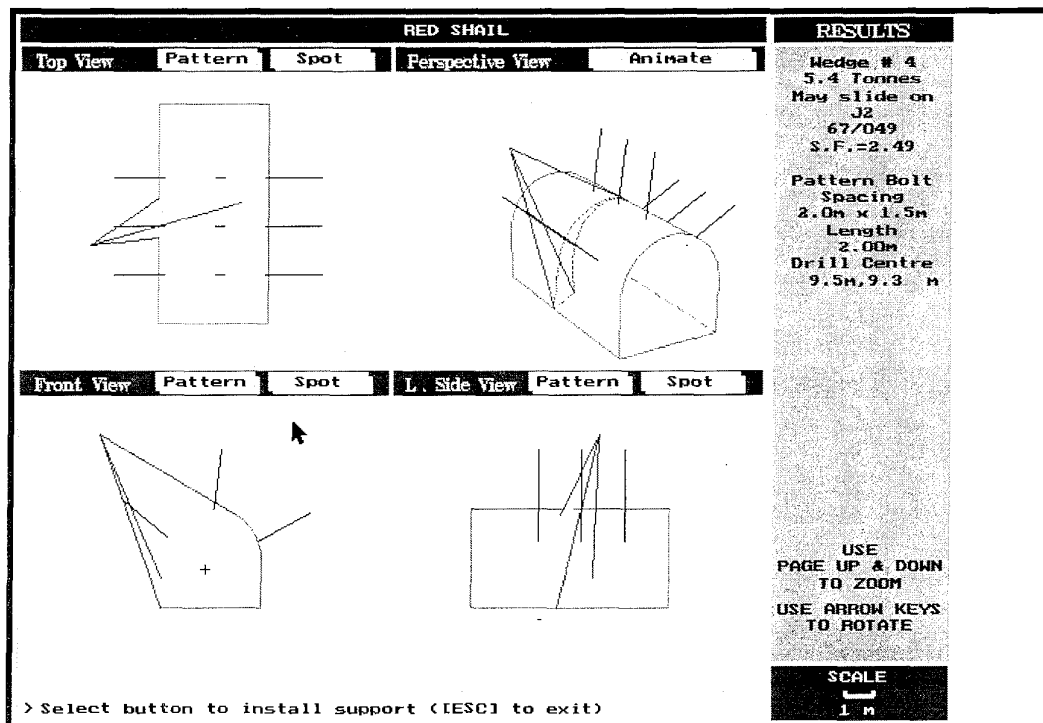 RED SHAIL
RESULTS
Top View Pattern Spot
Perspective View Animate
Wedge # 4
5.4 Tonnes
May slide on
J2
67/049
S.F.=2.49
Pattern Bolt
Spacing
2.0m x 1.5m
Length
2.00m
Drill Centre
9.5m,9.3 m
Front View Pattern Spot
L. Side View Pattern Spot
USE
PAGE UP & DOWN
TO ZOOM
USE ARROW KEYS
TO ROTATE
SCALE
1 m
> Select button to install support ([ESC] to exit)